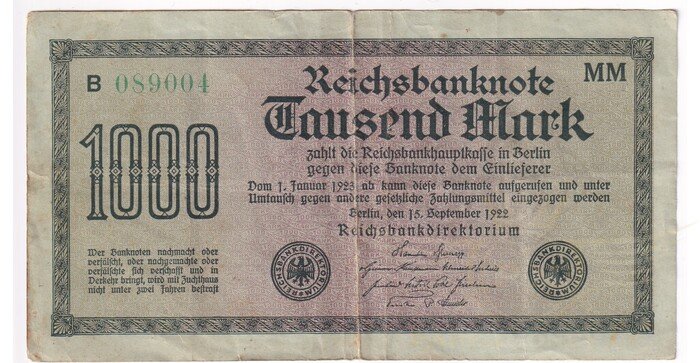 B 089004
MM
Reichsbanknote
Tausend Mark
1000
zahlt die Reichsbankhauptkasse in Berlin
gegen diese Banknote dem Einlieferer
Vom 1. Januar 1923 ab kann diese Banknote aufgerufen und unter
Umtausch gegen andere gesetzliche Zahlungsmittel eingezogen werden
Berlin, den 15. September 1922
Reichsbankdirektorium
Wer Banknoten nachmacht oder
verfälscht, oder nachgemachte oder
verfälschte sich verschafft und in
Verkehr bringt, wird mit Zuchthaus
nicht unter zwei Jahren bestraft
REICHSBANKDIREKTORIUM
REICHSBANKDIREKTORIUM